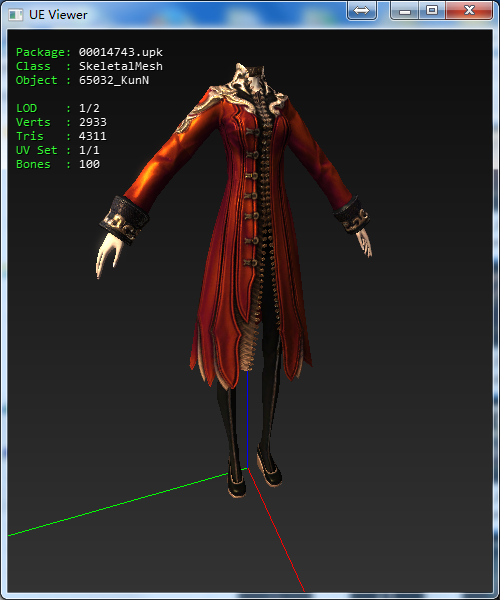 UE Viewer
Package: 00014743.upk
Class : SkeletalMesh
Object : 65032_KunN
LOD : 1/2
Verts : 2933
Tris : 4311
UV Set : 1/1
Bones : 100